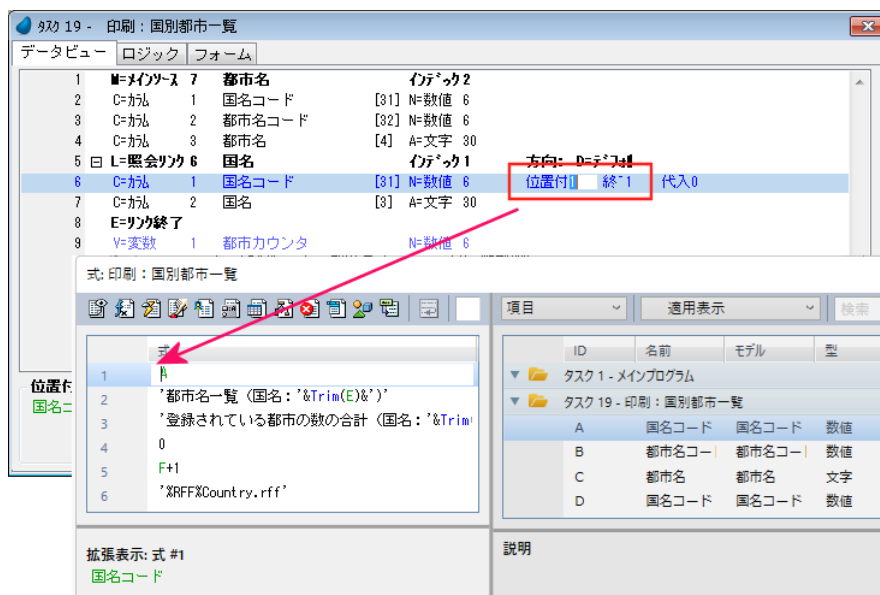 ﾀｽｸ 19 - 印刷：国別都市一覧
データビュー ロジック フォーム
1 M=ﾒｲﾝｿｰｽ 7 都市名 ｲﾝﾃﾞｯｸ 2
2 C=ｶﾗﾑ 1 国名コード [31] N=数値 6
3 C=ｶﾗﾑ 2 都市名コード [32] N=数値 6
4 C=ｶﾗﾑ 3 都市名 [4] A=文字 30
5 L=照会ﾘﾝｸ 6 国名 ｲﾝﾃﾞｯｸ 1 方向: D=ﾃﾞﾌｫﾙ
6 C=ｶﾗﾑ 1 国名コード [31] N=数値 6 位置付 1 終~1 代入0
7 C=ｶﾗﾑ 2 国名 [3] A=文字 30
8 E=ﾘﾝｸ終了
9 V=変数 1 都市カウンタ N=数値 6
位置付
国名コ
式: 印刷：国別都市一覧
項目 適用表示 検索
式
1 A
2 '都市名一覧（国名：'&Trim(E)&'）'
3 '登録されている都市の数の合計（国名：'&Trim(
4 0
5 F+1
6 '%RFF%Country.rff'
ID 名前 モデル 型
タスク 1 - メインプログラム
タスク 19 - 印刷：国別都市一覧
A 国名コード 国名コード 数値
B 都市名コー 都市名コー 数値
C 都市名 都市名 文字
D 国名コード 国名コード 数値
拡張表示: 式 #1
国名コード
説明